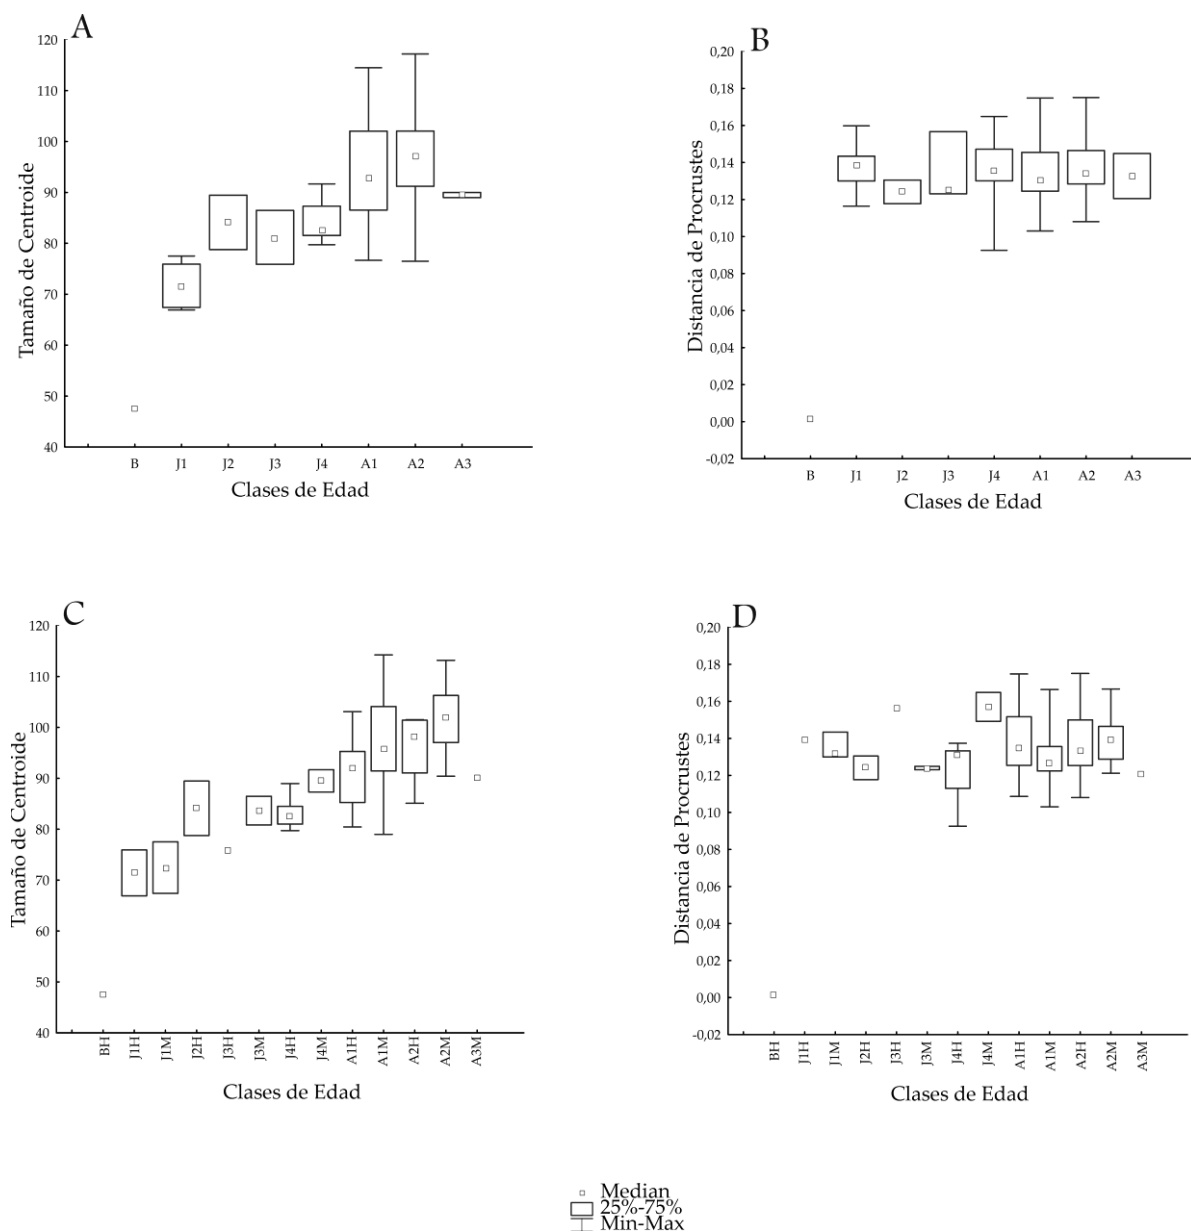 A
120
110
100
90
80
70
60
50
40
Tamaño de Centroide
B J1 J2 J3 J4 A1 A2 A3
Clases de Edad
B
0,20
0,18
0,16
0,14
0,12
0,10
0,08
0,06
0,04
0,02
0,00
-0,02
Distancia de Procrustes
B J1 J2 J3 J4 A1 A2 A3
Clases de Edad
C
120
110
100
90
80
70
60
50
40
Tamaño de Centroide
BH J1H J1M J2H J3H J3M J4H J4M A1H A1M A2H A2M A3M
Clases de Edad
D
0,20
0,18
0,16
0,14
0,12
0,10
0,08
0,06
0,04
0,02
0,00
-0,02
Distancia de Procrustes
BH J1H J1M J2H J3H J3M J4H J4M A1H A1M A2H A2M A3M
Clases de Edad
Median
25%-75%
Min-Max